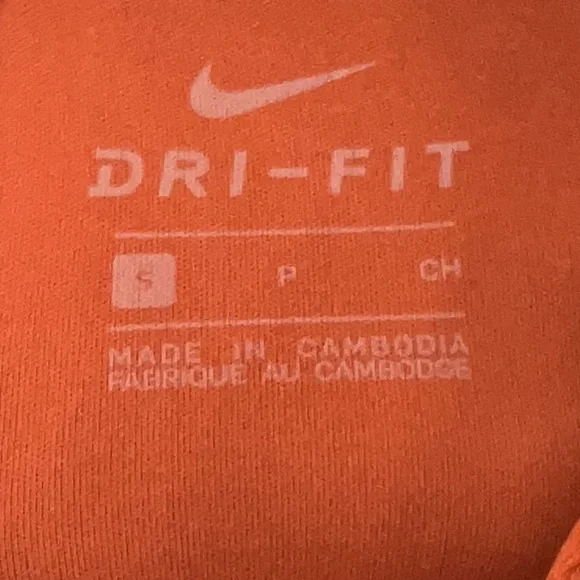 DRI-FIT
S P CH
MADE IN CAMBODIA
FABRIQUE AU CAMBODGE